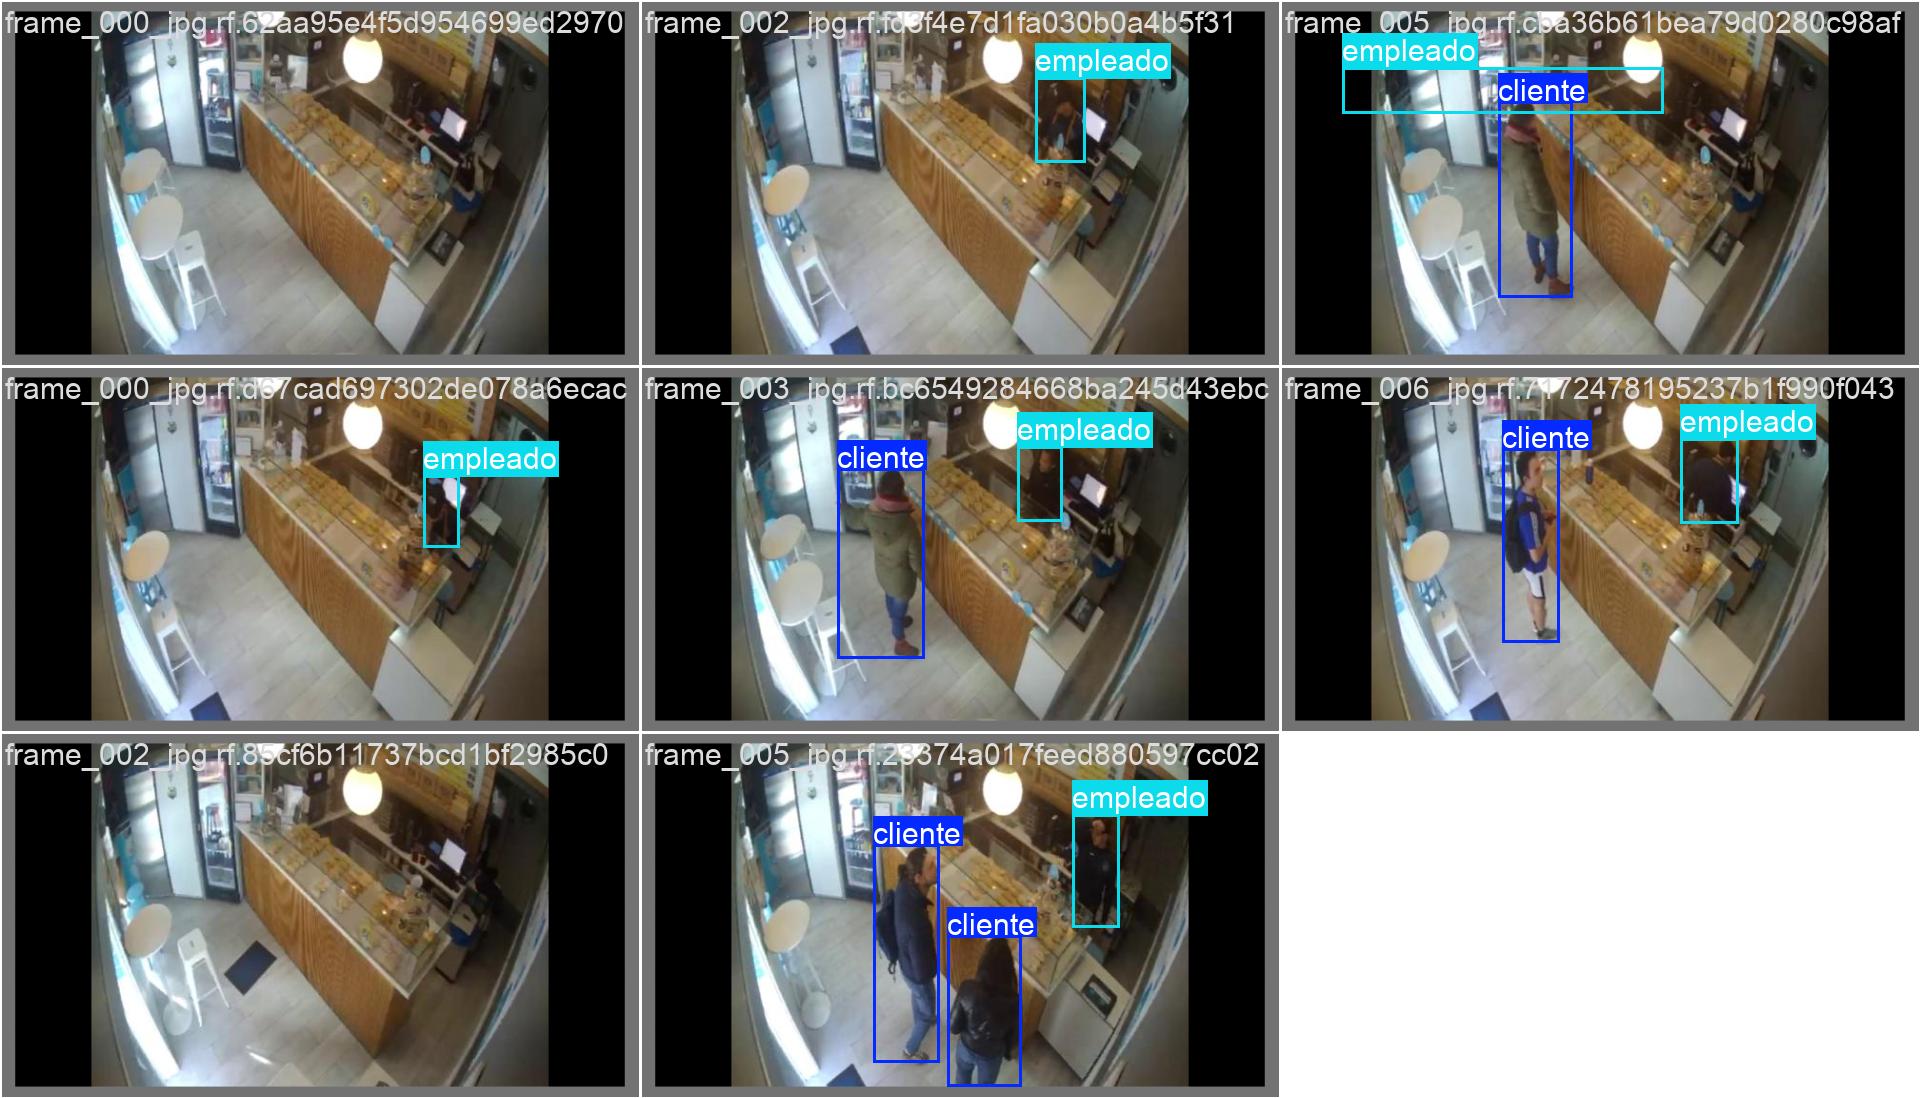 frame_000_jpg.rf.62aa95e4f5d954699ed2970
frame_002_jpg.rf.fd3f4e7d1fa030b0a4b5f31
empleado
frame_005_jpg.rf.cba36b61bea79d0280c98af
empleado
cliente
frame_000_jpg.rf.d67cad697302de078a6ecac
empleado
frame_003_jpg.rf.bc6549284668ba245d43ebc
empleado
cliente
frame_006_jpg.rf.7172478195237b1f990f043
empleado
cliente
frame_002_jpg.rf.85cf6b11737bcd1bf2985c0
frame_005_jpg.rf.23374a017feed880597cc02
empleado
cliente
cliente